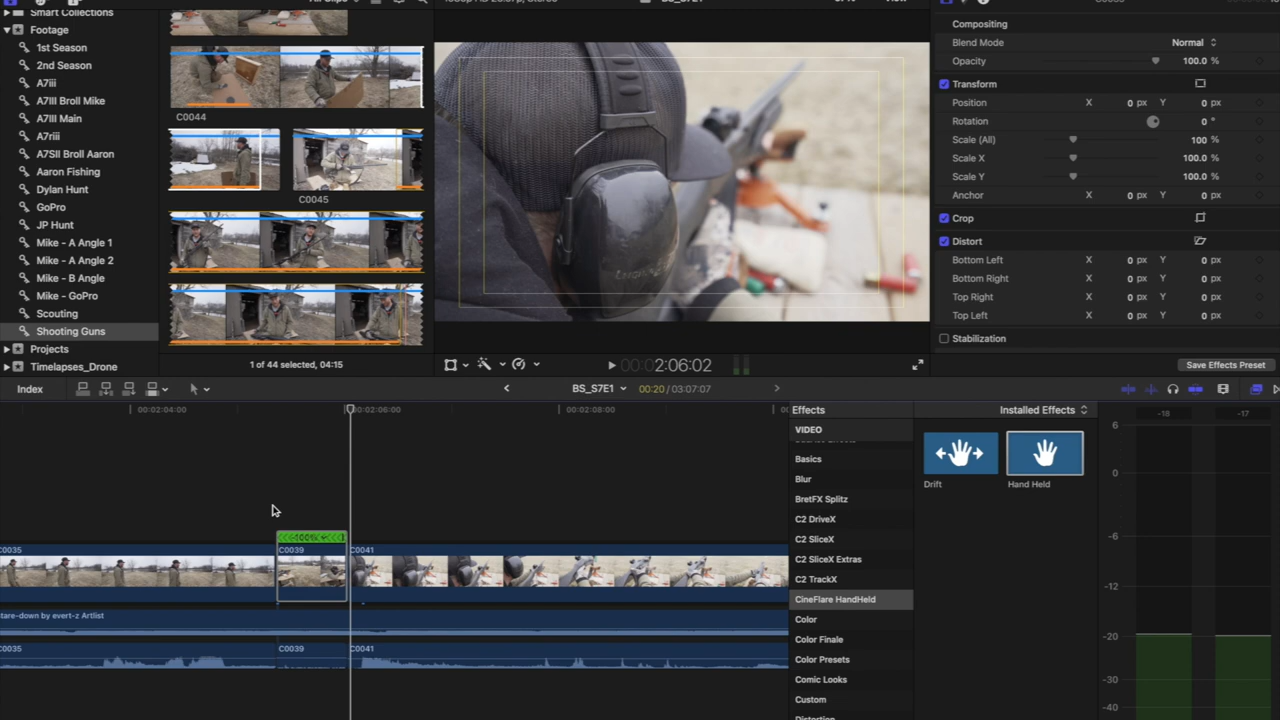 Smart Collections
Footage
1st Season
2nd Season
A7iii
A7III Broll Mike
A7III Main
A7riii
A7SII Broll Aaron
Aaron Fishing
Dylan Hunt
GoPro
JP Hunt
Mike - A Angle 1
Mike - A Angle 2
Mike - B Angle
Mike - GoPro
Scouting
Shooting Guns
Projects
Timelapses_Drone
C0044
C0045
1 of 44 selected, 04:15
00:00:2:06:02
Compositing
Blend Mode Normal
Opacity 100.0 %
Transform
Position X 0 px Y 0 px
Rotation 0 °
Scale (All) 100 %
Scale X 100.0 %
Scale Y 100.0 %
Anchor X 0 px Y 0 px
Crop
Distort
Bottom Left X 0 px Y 0 px
Bottom Right X 0 px Y 0 px
Top Right X 0 px Y 0 px
Top Left X 0 px Y 0 px
Stabilization
Save Effects Preset
Index
BS_S7E1 00:20 / 03:07:07
00:02:04:00
00:02:06:00
00:02:08:00
-100%
C0035
C0039
C0041
tare-down by evert-z Artlist
C0035
C0039
C0041
Effects
Installed Effects
VIDEO
Basics
Blur
BretFX Splitz
C2 DriveX
C2 SliceX
C2 SliceX Extras
C2 TrackX
CineFlare HandHeld
Color
Color Finale
Color Presets
Comic Looks
Custom
Drift
Hand Held
-18 -17
6
0
-6
-12
-20
-30
-40